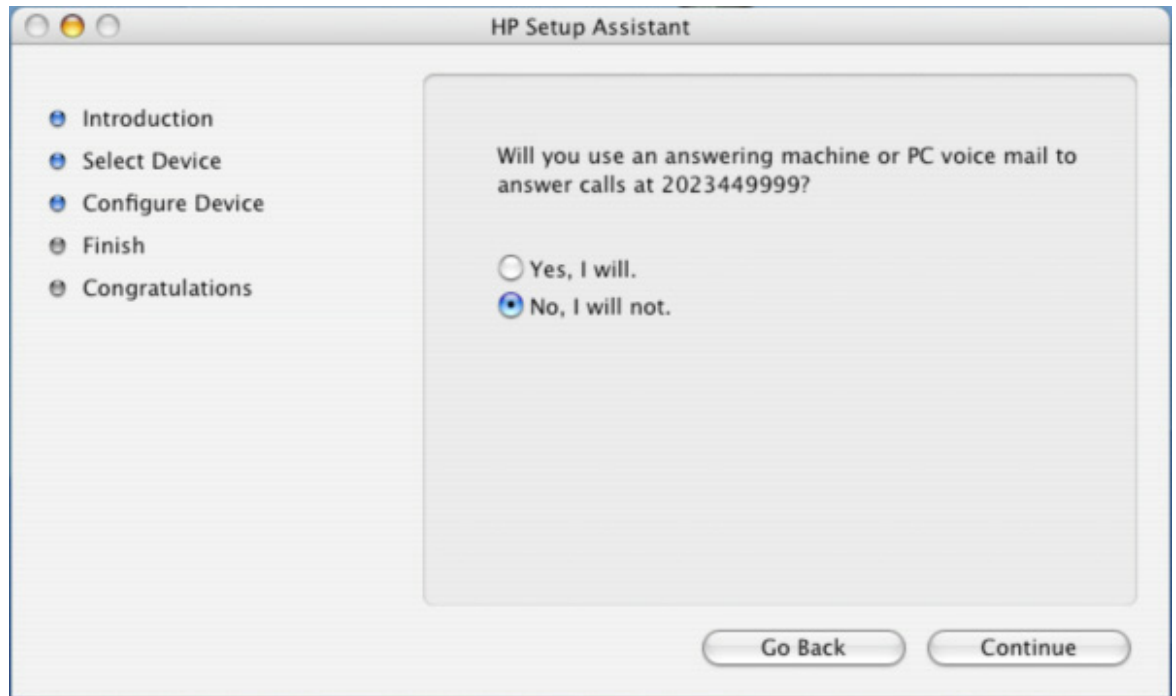 HP Setup Assistant
Introduction
Select Device
Configure Device
Finish
Congratulations
Will you use an answering machine or PC voice mail to
answer calls at 2023449999?
Yes, I will.
No, I will not.
Go Back
Continue